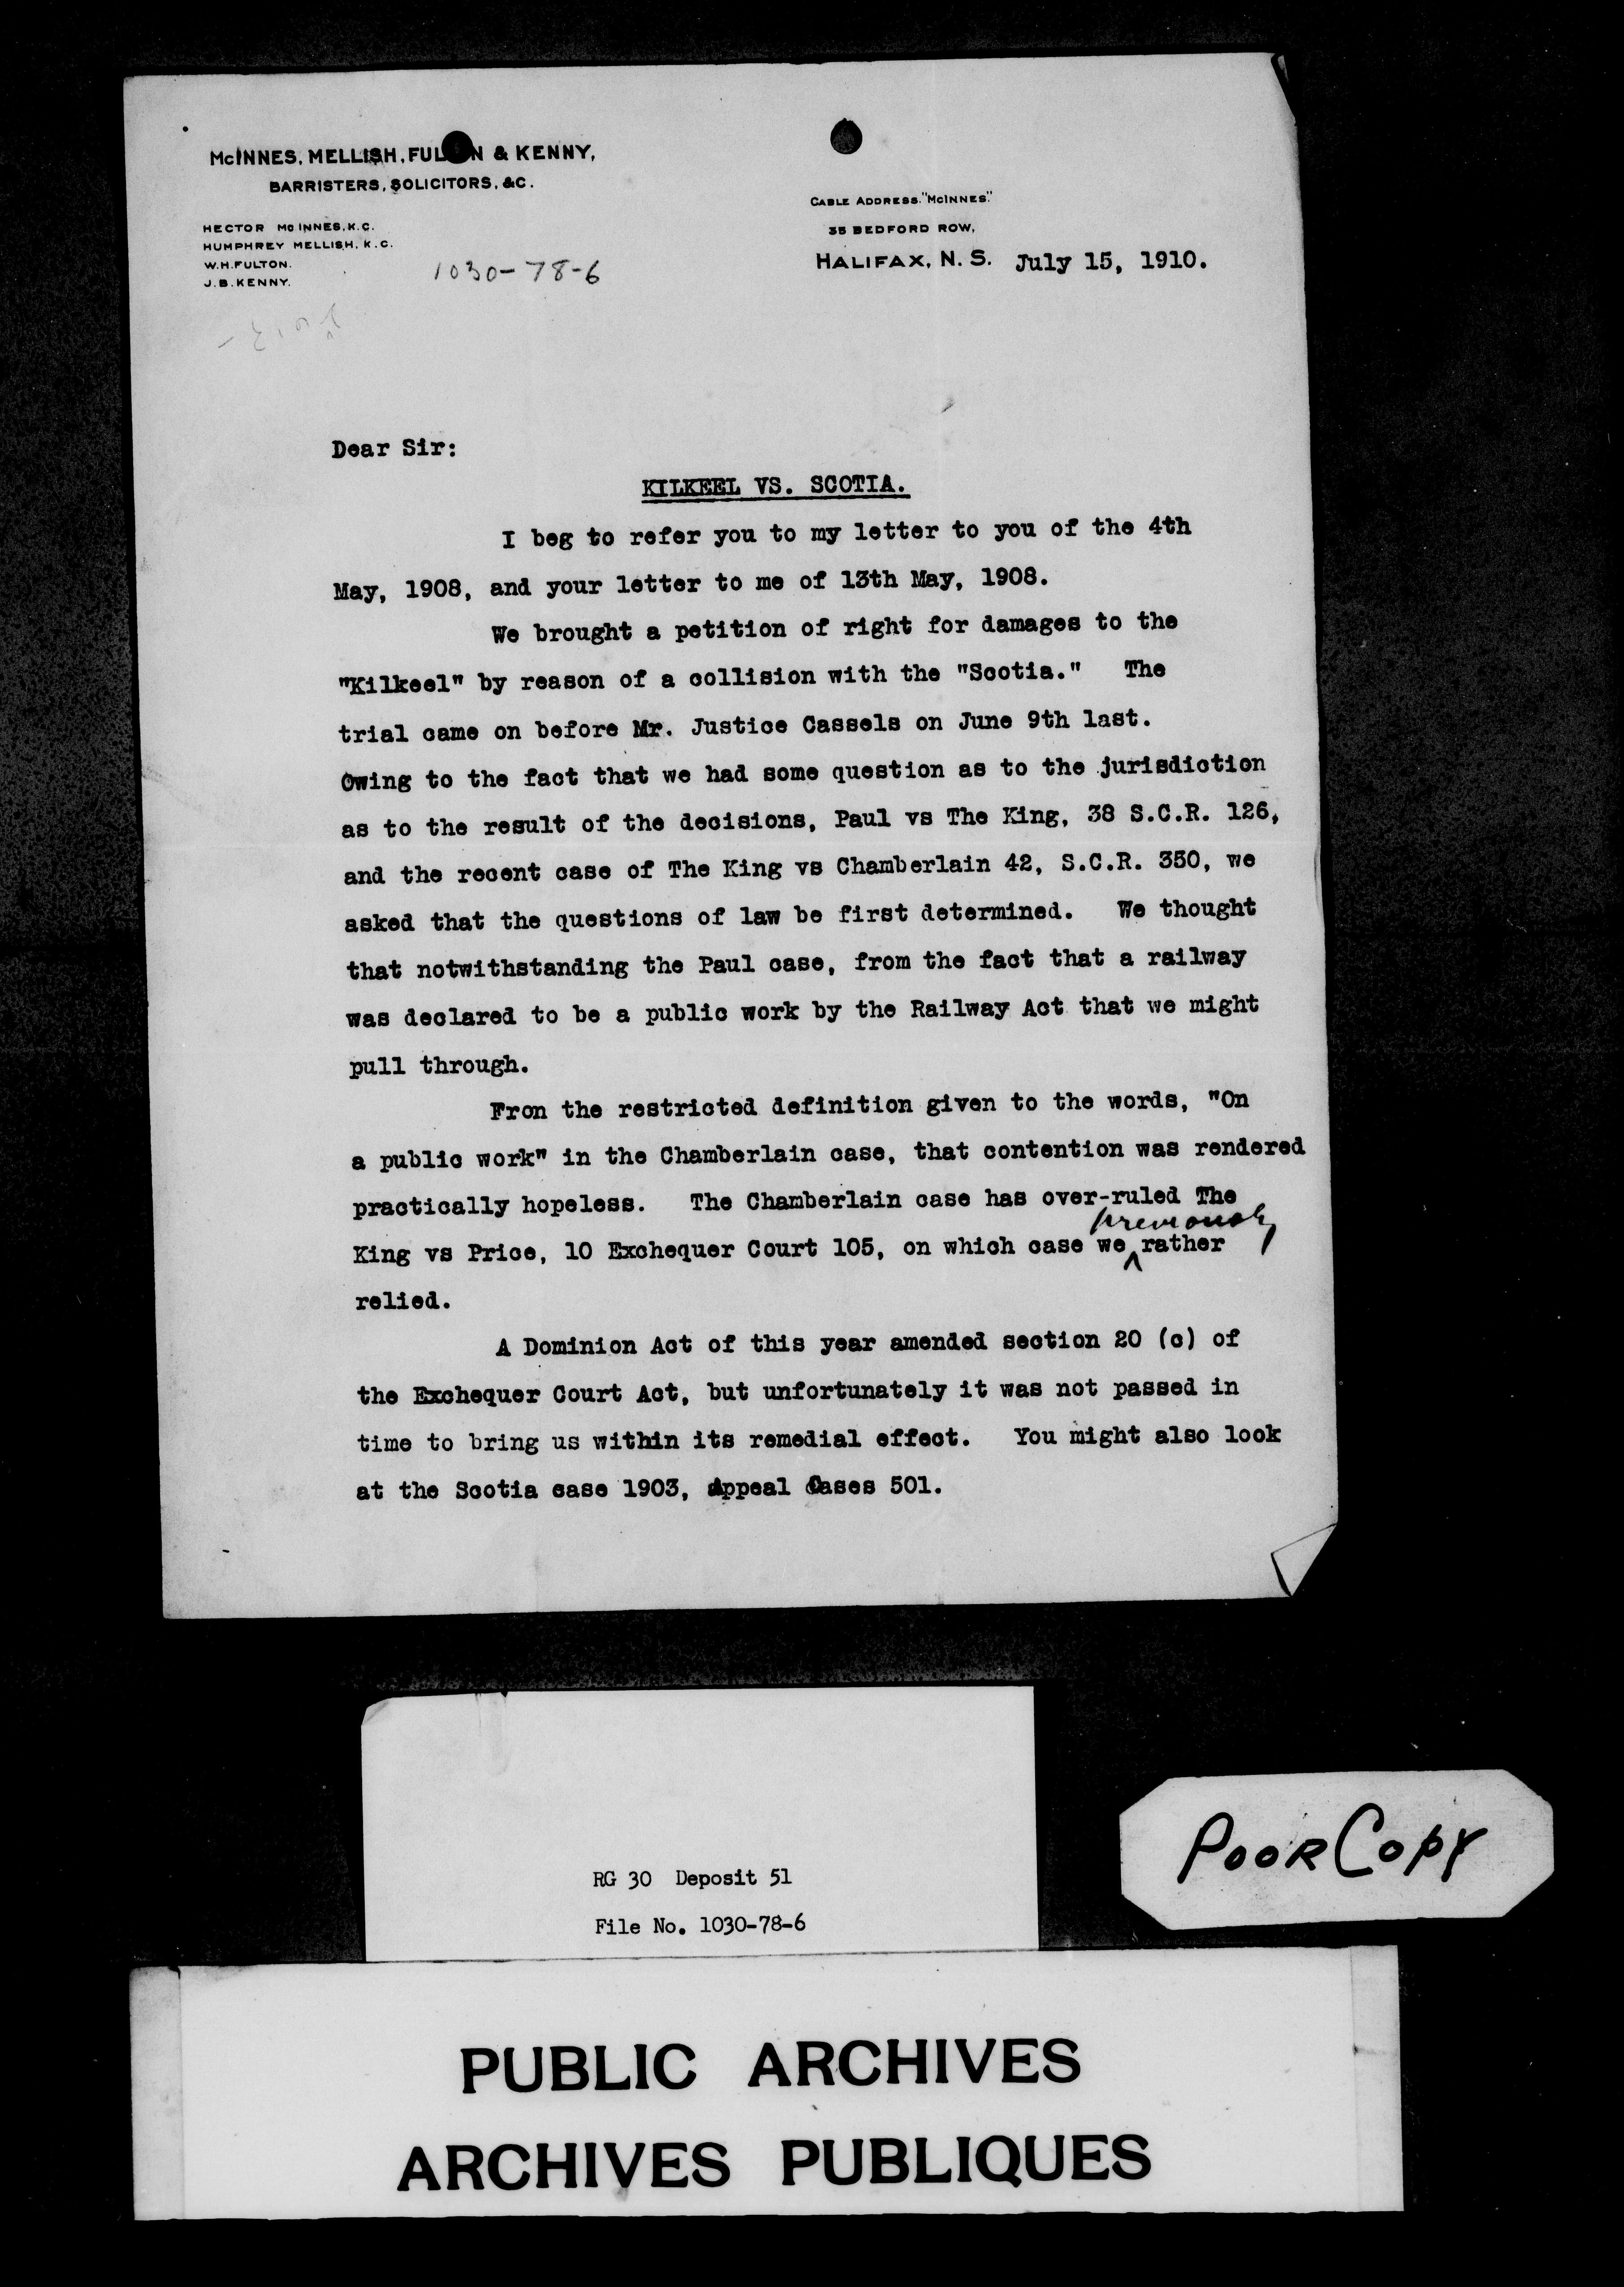 McINNES, MELLISH, FULTON & KENNY,
BARRISTERS, SOLICITORS, &C.
HECTOR McINNES, K.C.
HUMPHREY MELLISH, K.C.
W.H. FULTON.
J.B. KENNY.
1030-78-6
CABLE ADDRESS. "McINNES."
35 BEDFORD ROW,
HALIFAX, N. S. July 15, 1910.
Dear Sir:
KILKEEL VS. SCOTIA.
I beg to refer you to my letter to you of the 4th
May, 1908, and your letter to me of 13th May, 1908.
We brought a petition of right for damages to the
"Kilkeel" by reason of a collision with the "Scotia." The
trial came on before Mr. Justice Cassels on June 9th last.
Owing to the fact that we had some question as to the jurisdiction
as to the result of the decisions, Paul vs The King, 38 S.C.R. 126,
and the recent case of The King vs Chamberlain 42, S.C.R. 350, we
asked that the questions of law be first determined. We thought
that notwithstanding the Paul case, from the fact that a railway
was declared to be a public work by the Railway Act that we might
pull through.
Fron the restricted definition given to the words, "On
a public work" in the Chamberlain case, that contention was rendered
practically hopeless. The Chamberlain case has over-ruled The
King vs Price, 10 Exchequer Court 105, on which case we previously rather
relied.
A Dominion Act of this year amended section 20 (c) of
the Exchequer Court Act, but unfortunately it was not passed in
time to bring us within its remedial effect. You might also look
at the Scotia case 1903, Appeal Cases 501.
RG 30 Deposit 51
File No. 1030-78-6
POOR COPY
PUBLIC ARCHIVES
ARCHIVES PUBLIQUES